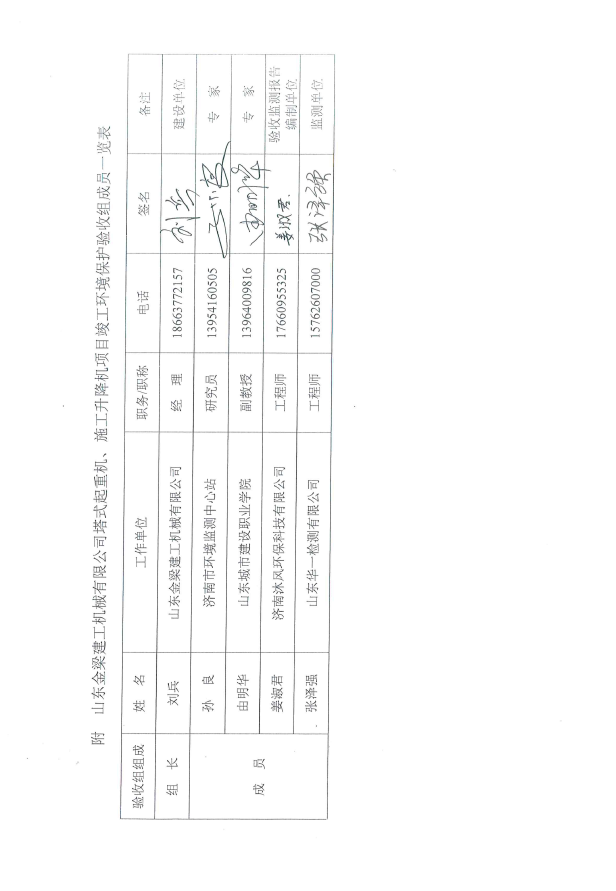 附 山东金梁建工机械有限公司塔式起重机、施工升降机项目竣工环境保护验收组成员一览表
验收组组成 姓 名 工作单位 职务/职称 电话 签名 备注
组 长 刘兵 山东金梁建工机械有限公司 经 理 18663772157 刘兵 建设单位
成 员 孙 良 济南市环境监测中心站 研究员 13954160505 专 家
由明华 山东城市建设职业学院 副教授 13964009816 由明华 专 家
姜淑君 济南沐风环保科技有限公司 工程师 17660955325 姜淑君 验收监测报告
编制单位
张泽强 山东华一检测有限公司 工程师 15762607000 张泽强 监测单位